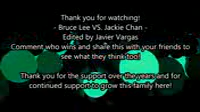 Thank you for watching!
- Bruce Lee VS. Jackie Chan -
Edited by Javier Vargas
Comment who wins and share this with your friends to
see what they think too!
Thank you for the support over the years and for
continued support to grow this family here!